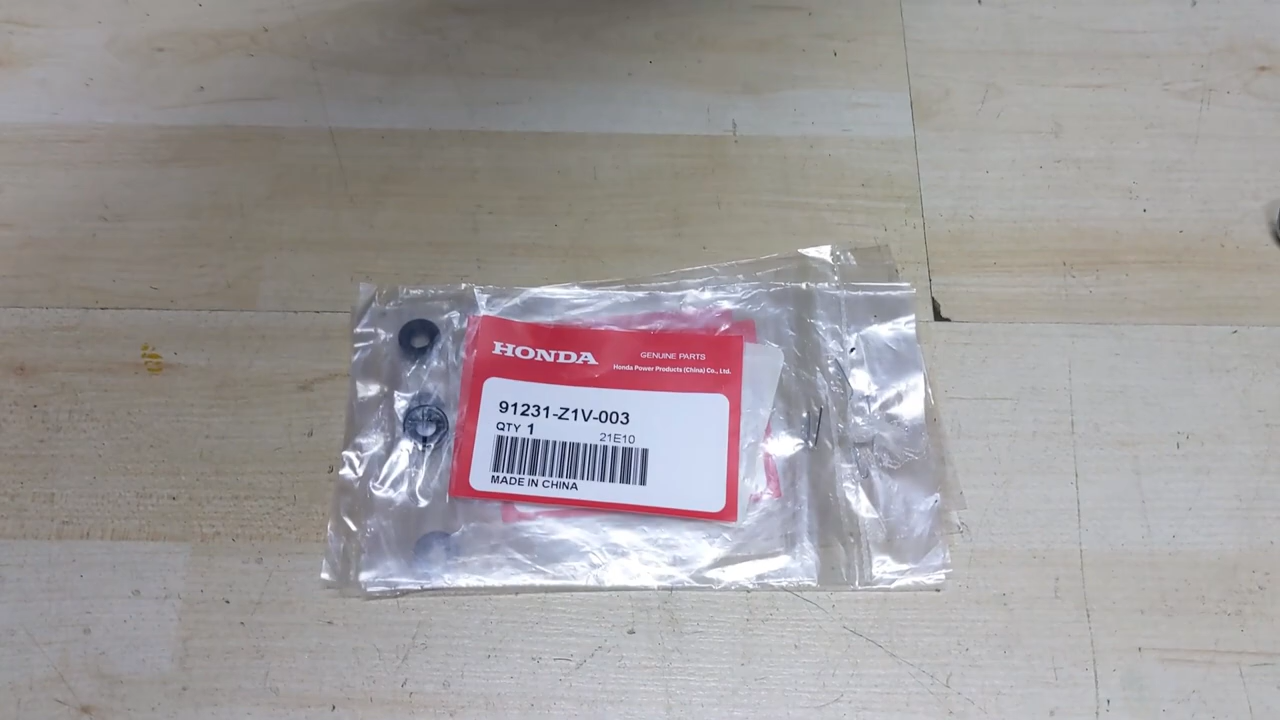 HONDA
GENUINE PARTS
Honda Power Products (China) Co., Ltd.
91231-Z1V-003
QTY 1
21E10
MADE IN CHINA